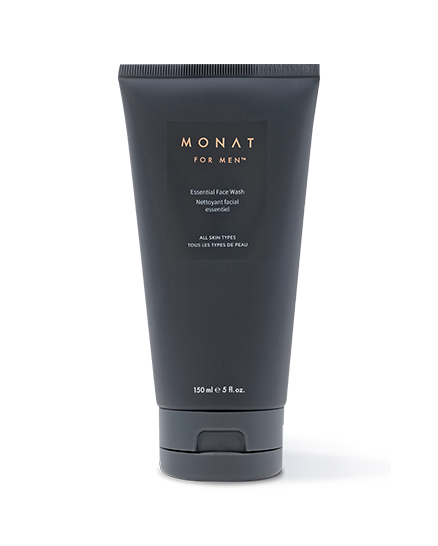 MONAT
FOR MEN™
Essential Face Wash
Nettoyant facial
essentiel
ALL SKIN TYPES
TOUS LES TYPES DE PEAU
150 ml ℮ 5 fl. oz.